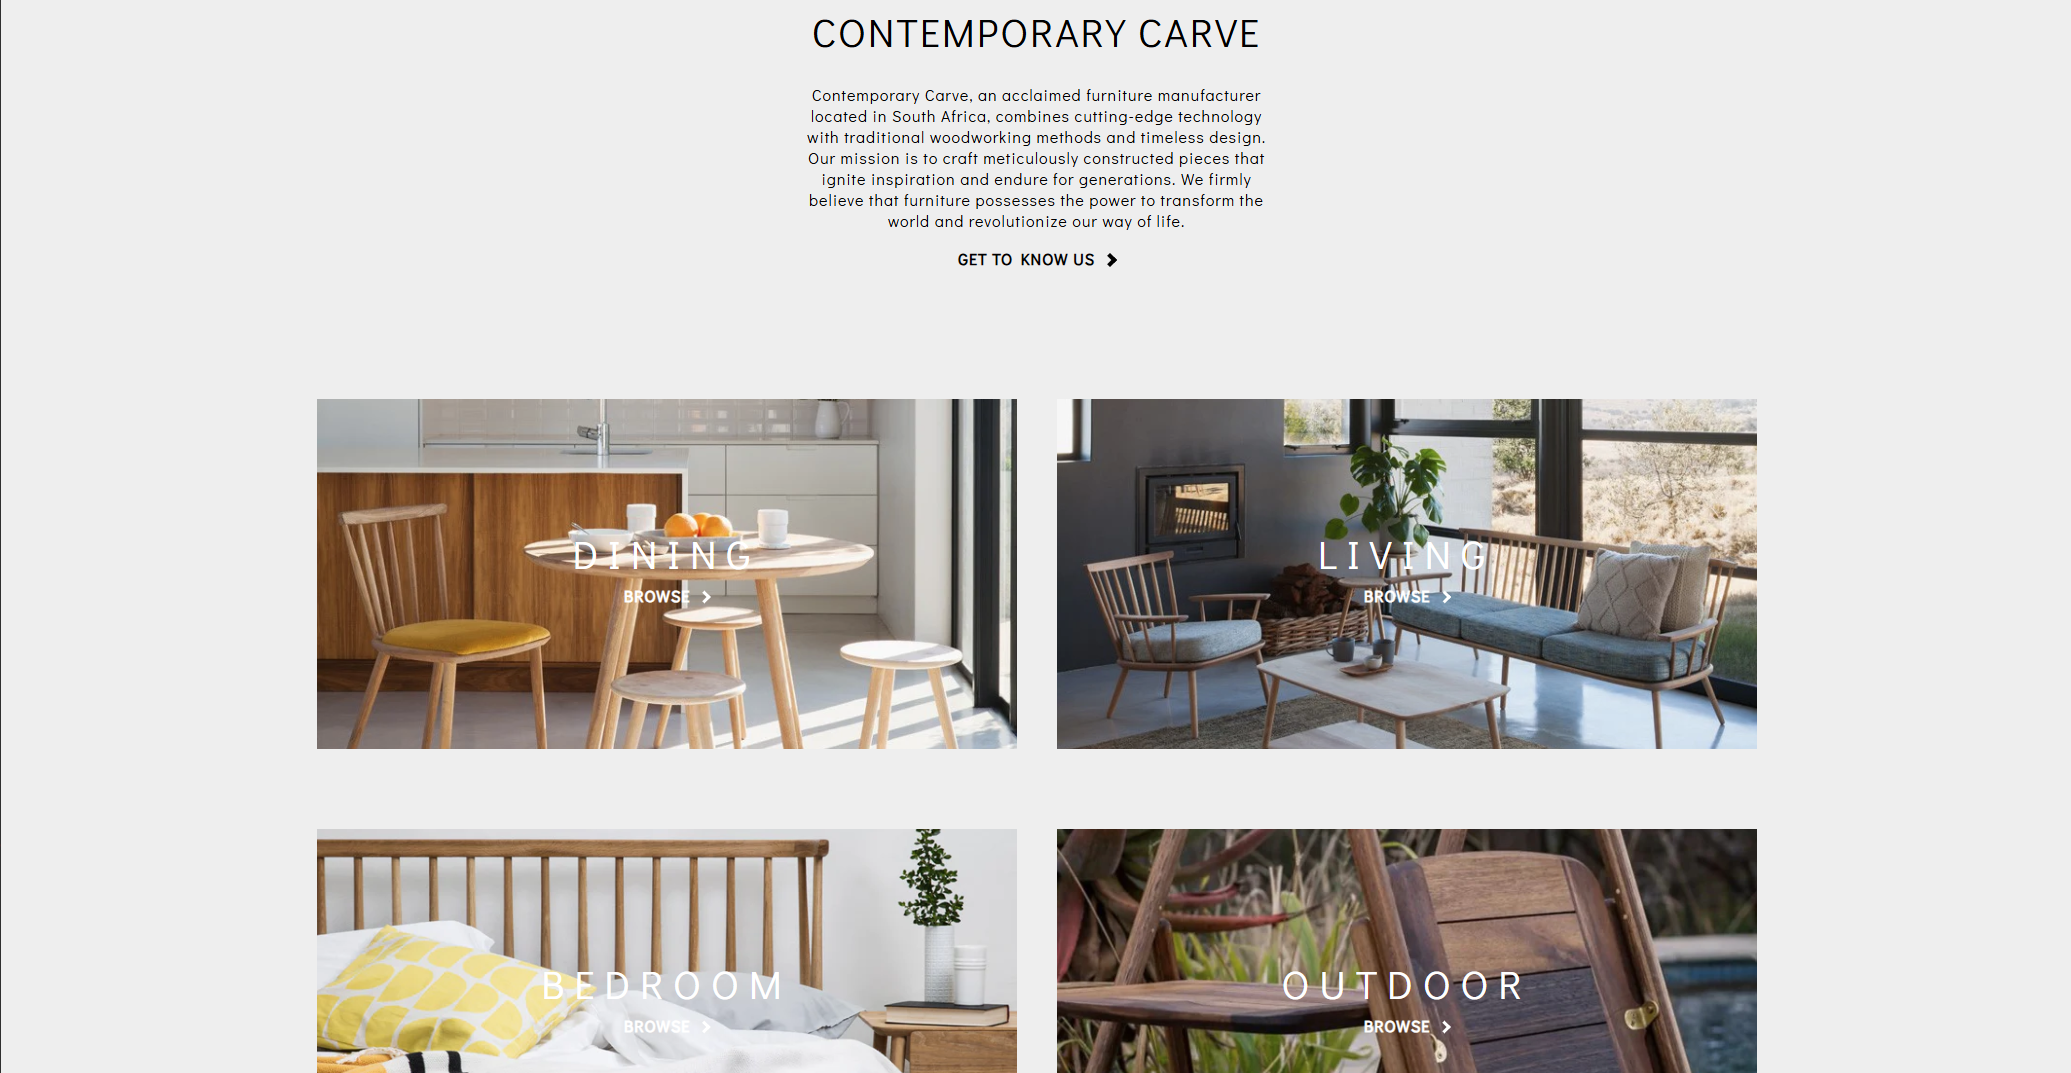 CONTEMPORARY CARVE
Contemporary Carve, an acclaimed furniture manufacturer
located in South Africa, combines cutting-edge technology
with traditional woodworking methods and timeless design.
Our mission is to craft meticulously constructed pieces that
ignite inspiration and endure for generations. We firmly
believe that furniture possesses the power to transform the
world and revolutionize our way of life.
GET TO KNOW US
DINING
BROWSE
LIVING
BROWSE
BEDROOM
BROWSE
OUTDOOR
BROWSE